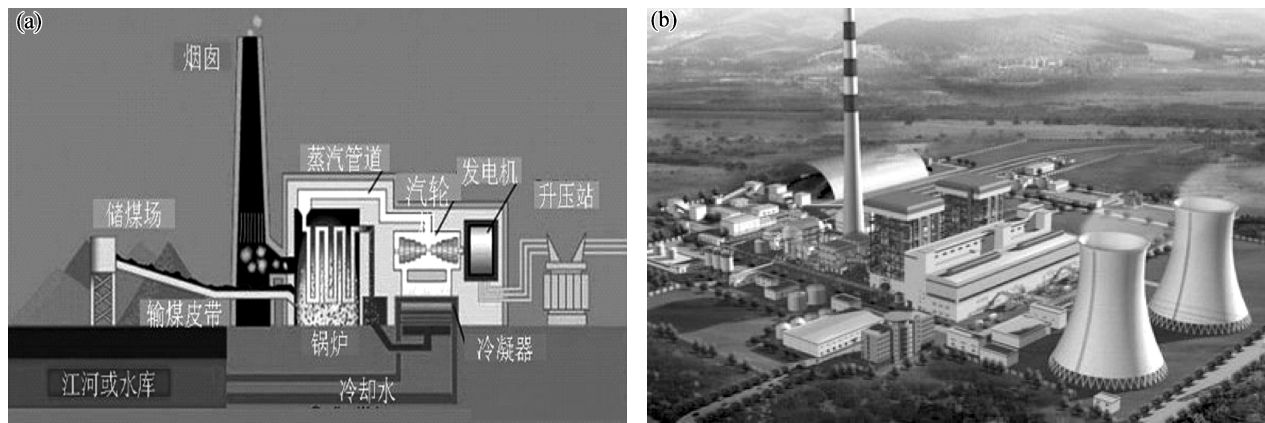 (a)
烟囱
蒸汽管道
汽轮
发电机
升压站
储煤场
输煤皮带
锅炉
冷凝器
江河或水库
冷却水
(b)